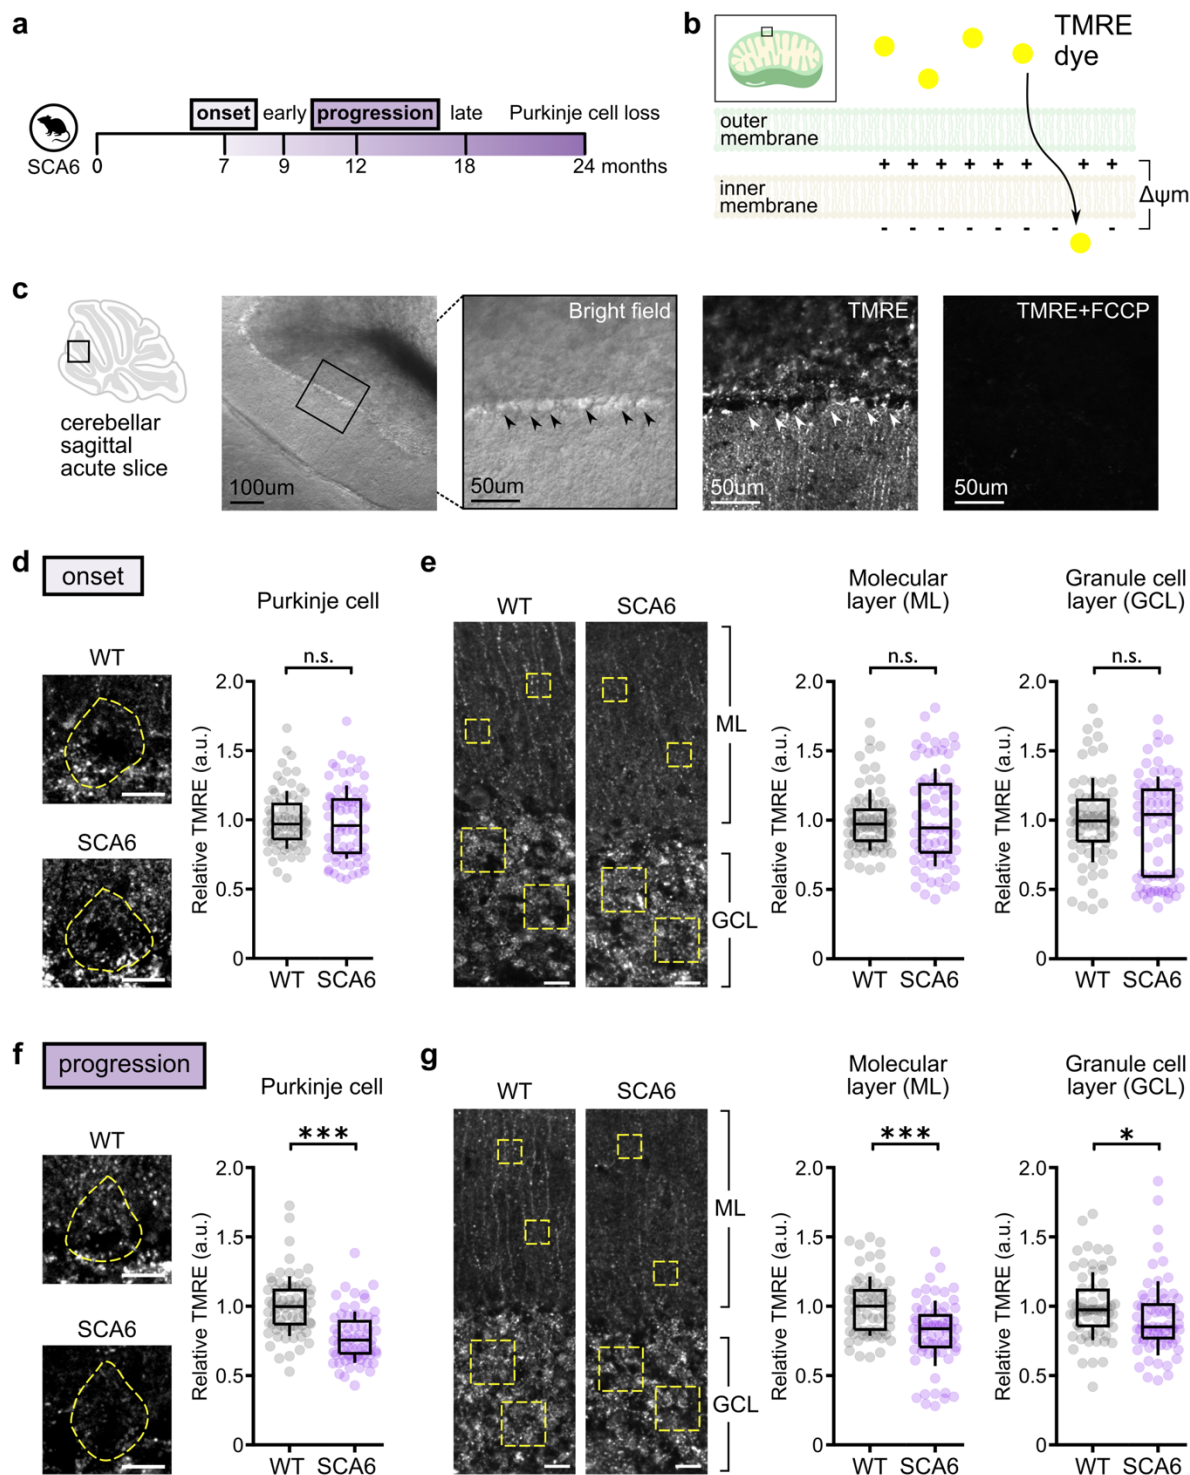 a
onset early progression late Purkinje cell loss
SCA6
0 7 9 12 18 24 months
b
TMRE
dye
outer
membrane
+ + + + + + + +
inner
membrane
Δψm
- - - - - - - -
c
cerebellar
sagittal
acute slice
100um
Bright field
50um
TMRE
50um
TMRE+FCCP
50um
d
onset
WT
SCA6
Purkinje cell
n.s.
Relative TMRE (a.u.)
2.0
1.5
1.0
0.5
0
WT SCA6
e
WT SCA6
ML
GCL
Molecular
layer (ML)
n.s.
Relative TMRE (a.u.)
2.0
1.5
1.0
0.5
0
WT SCA6
Granule cell
layer (GCL)
n.s.
Relative TMRE (a.u.)
2.0
1.5
1.0
0.5
0
WT SCA6
f
progression
WT
SCA6
Purkinje cell
***
Relative TMRE (a.u.)
2.0
1.5
1.0
0.5
0
WT SCA6
g
WT SCA6
ML
GCL
Molecular
layer (ML)
***
Relative TMRE (a.u.)
2.0
1.5
1.0
0.5
0
WT SCA6
Granule cell
layer (GCL)
*
Relative TMRE (a.u.)
2.0
1.5
1.0
0.5
0
WT SCA6